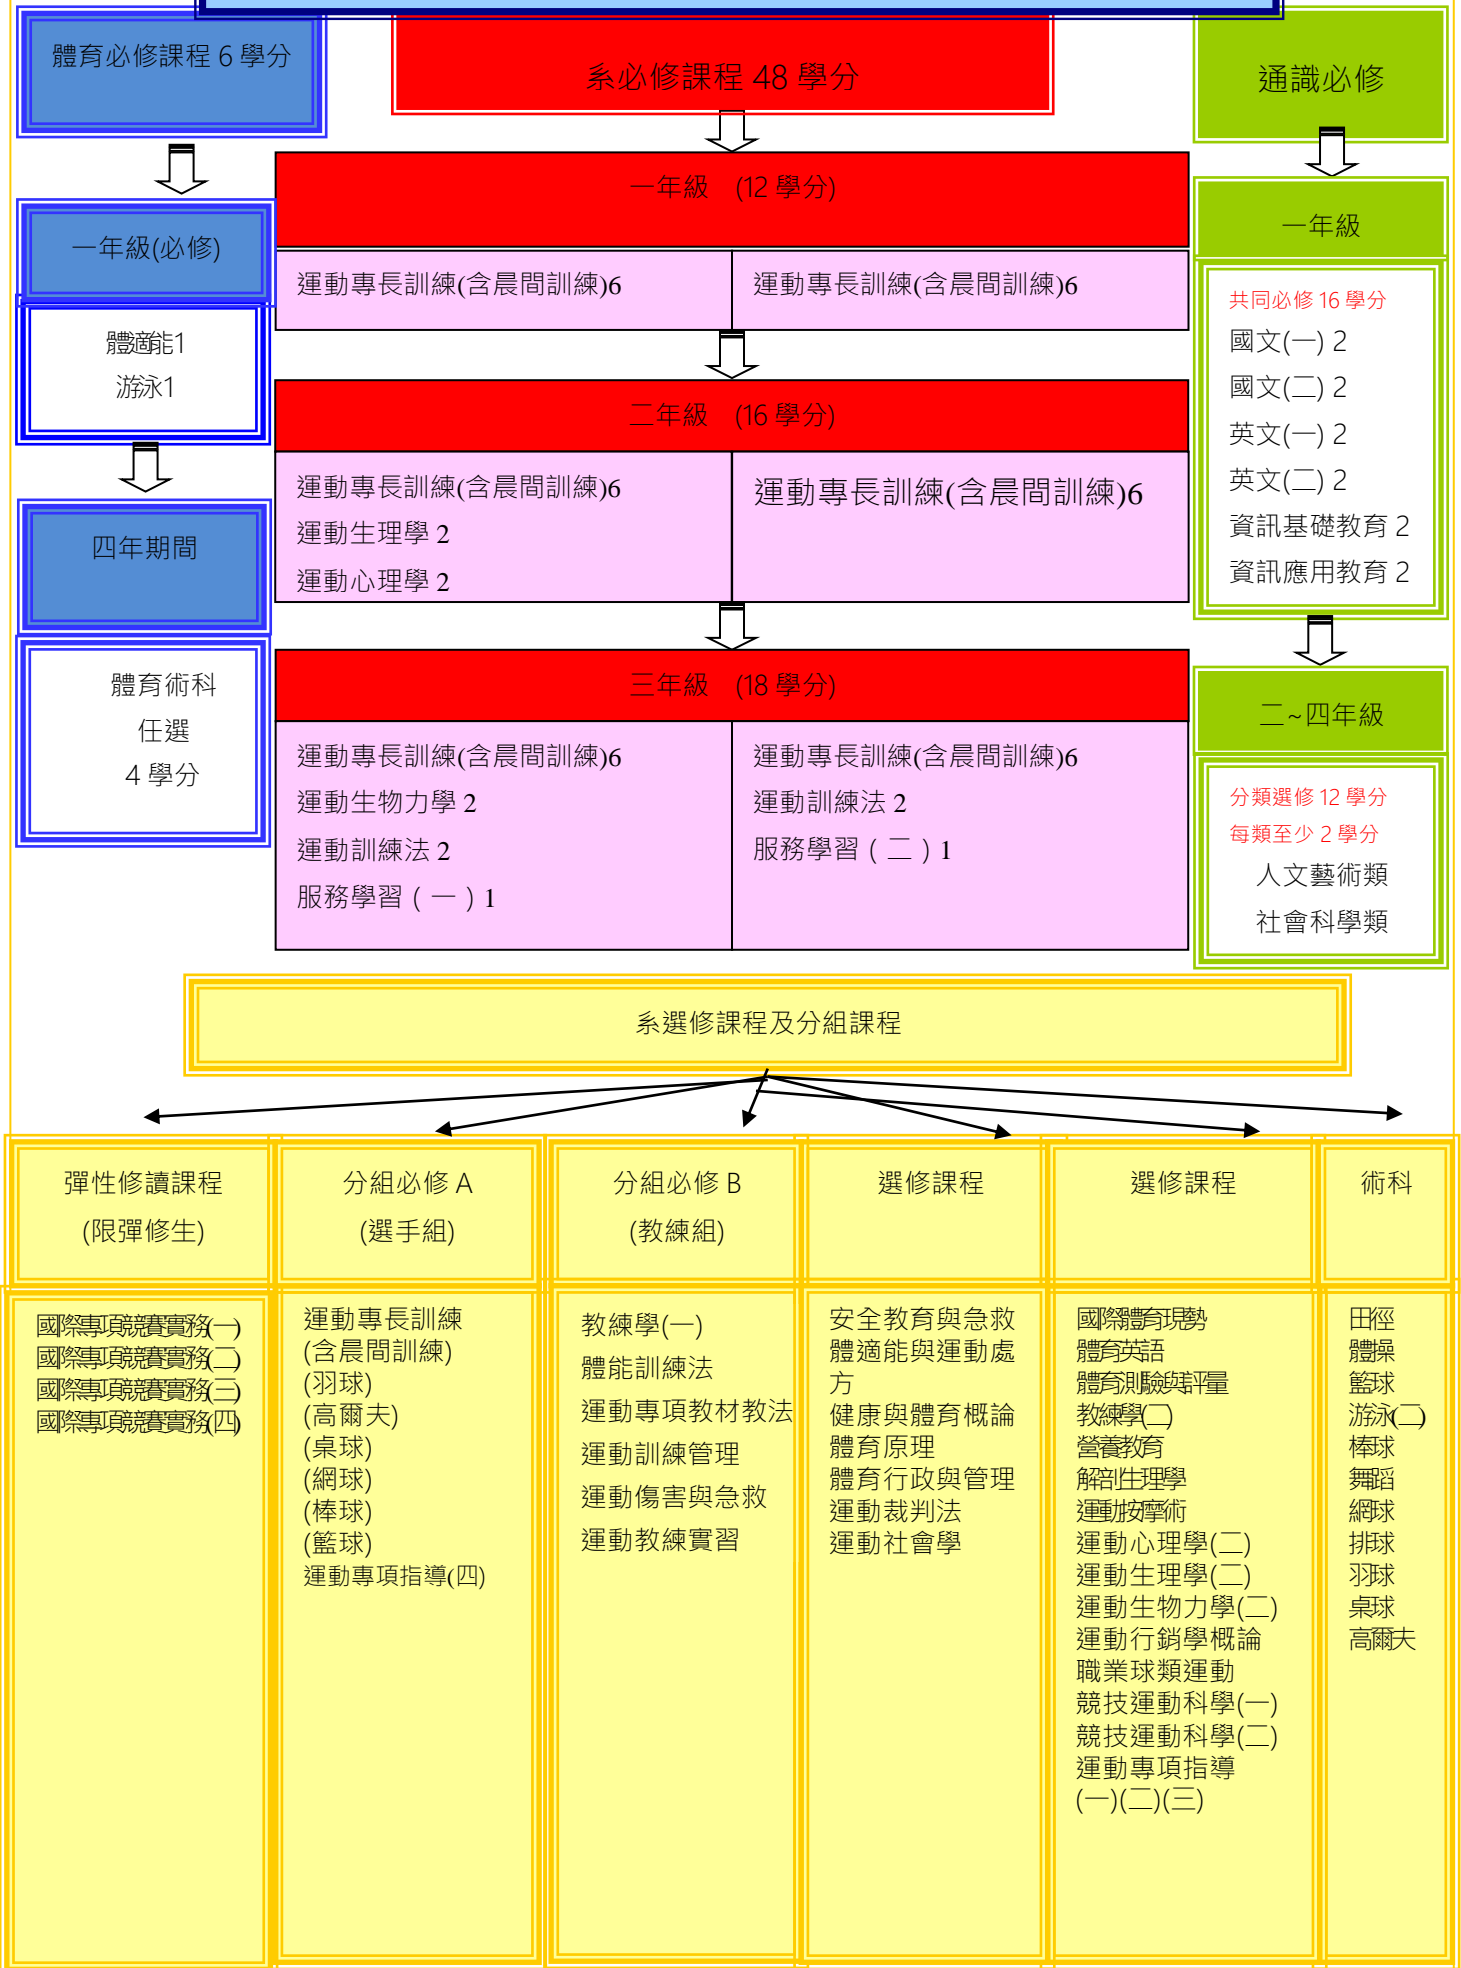 體育必修課程 6 學分
系必修課程 48 學分
通識必修
一年級(必修)
體適能1
游泳1
四年期間
體育術科
任選
4 學分
一年級 (12 學分)
運動專長訓練(含晨間訓練)6
運動專長訓練(含晨間訓練)6
二年級 (16 學分)
運動專長訓練(含晨間訓練)6
運動生理學 2
運動心理學 2
運動專長訓練(含晨間訓練)6
三年級 (18 學分)
運動專長訓練(含晨間訓練)6
運動生物力學 2
運動訓練法 2
服務學習（一）1
運動專長訓練(含晨間訓練)6
運動訓練法 2
服務學習（二）1
一年級
共同必修 16 學分
國文(一) 2
國文(二) 2
英文(一) 2
英文(二) 2
資訊基礎教育 2
資訊應用教育 2
二~四年級
分類選修 12 學分
每類至少 2 學分
人文藝術類
社會科學類
系選修課程及分組課程
彈性修讀課程
(限彈修生)
國際專項競賽實務(一)
國際專項競賽實務(二)
國際專項競賽實務(三)
國際專項競賽實務(四)
分組必修 A
(選手組)
運動專長訓練
(含晨間訓練)
(羽球)
(高爾夫)
(桌球)
(網球)
(棒球)
(籃球)
運動專項指導(四)
分組必修 B
(教練組)
教練學(一)
體能訓練法
運動專項教材教法
運動訓練管理
運動傷害與急救
運動教練實習
選修課程
安全教育與急救
體適能與運動處
方
健康與體育概論
體育原理
體育行政與管理
運動裁判法
運動社會學
選修課程
國際體育現勢
體育英語
體育測驗與評量
教練學(二)
營養教育
解剖生理學
運動按摩術
運動心理學(二)
運動生理學(二)
運動生物力學(二)
運動行銷學概論
職業球類運動
競技運動科學(一)
競技運動科學(二)
運動專項指導
(一)(二)(三)
術科
田徑
體操
籃球
游泳(二)
棒球
舞蹈
網球
排球
羽球
桌球
高爾夫